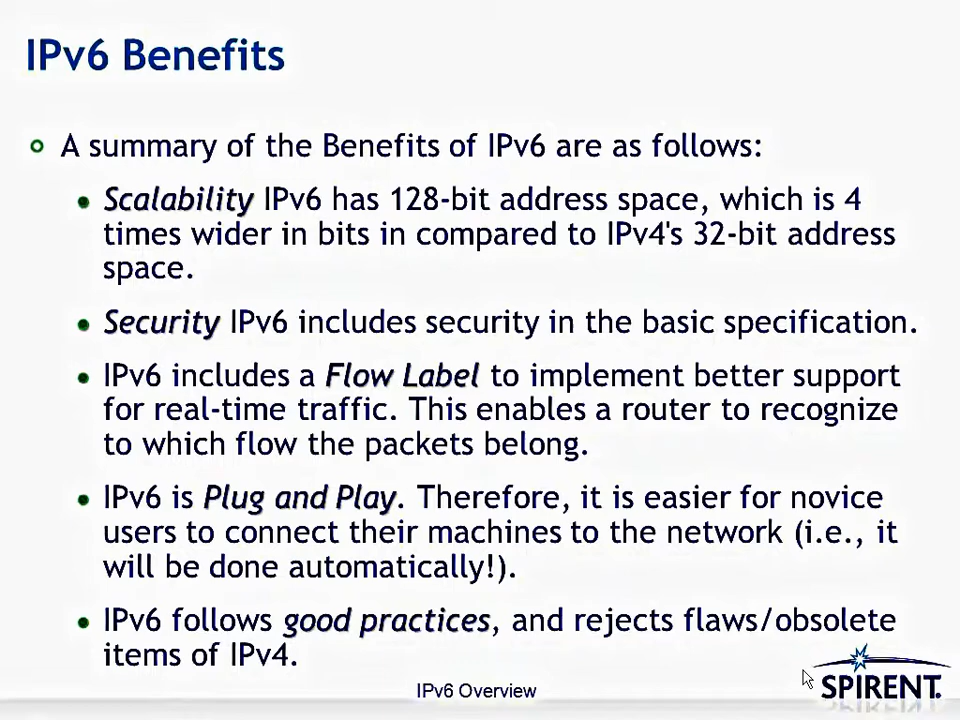 IPv6 Benefits
A summary of the Benefits of IPv6 are as follows:
Scalability IPv6 has 128-bit address space, which is 4
times wider in bits in compared to IPv4's 32-bit address
space.
Security IPv6 includes security in the basic specification.
IPv6 includes a Flow Label to implement better support
for real-time traffic. This enables a router to recognize
to which flow the packets belong.
IPv6 is Plug and Play. Therefore, it is easier for novice
users to connect their machines to the network (i.e., it
will be done automatically!).
IPv6 follows good practices, and rejects flaws/obsolete
items of IPv4.
IPv6 Overview
SPIRENT.